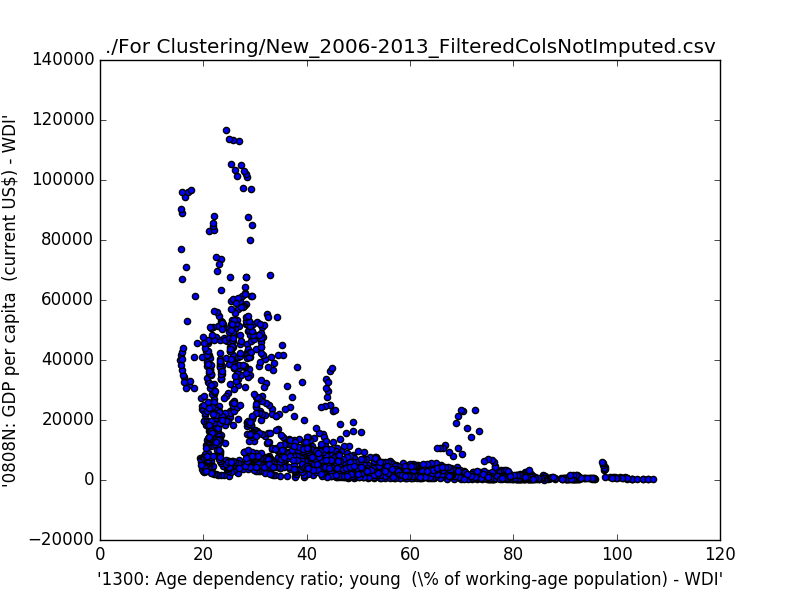 ./For Clustering/New_2006-2013_FilteredColsNotImputed.csv
140000
120000
100000
80000
60000
40000
20000
0
−20000
'0808N: GDP per capita  (current US$) - WDI'
0 20 40 60 80 100 120
'1300: Age dependency ratio; young  (\% of working-age population) - WDI'